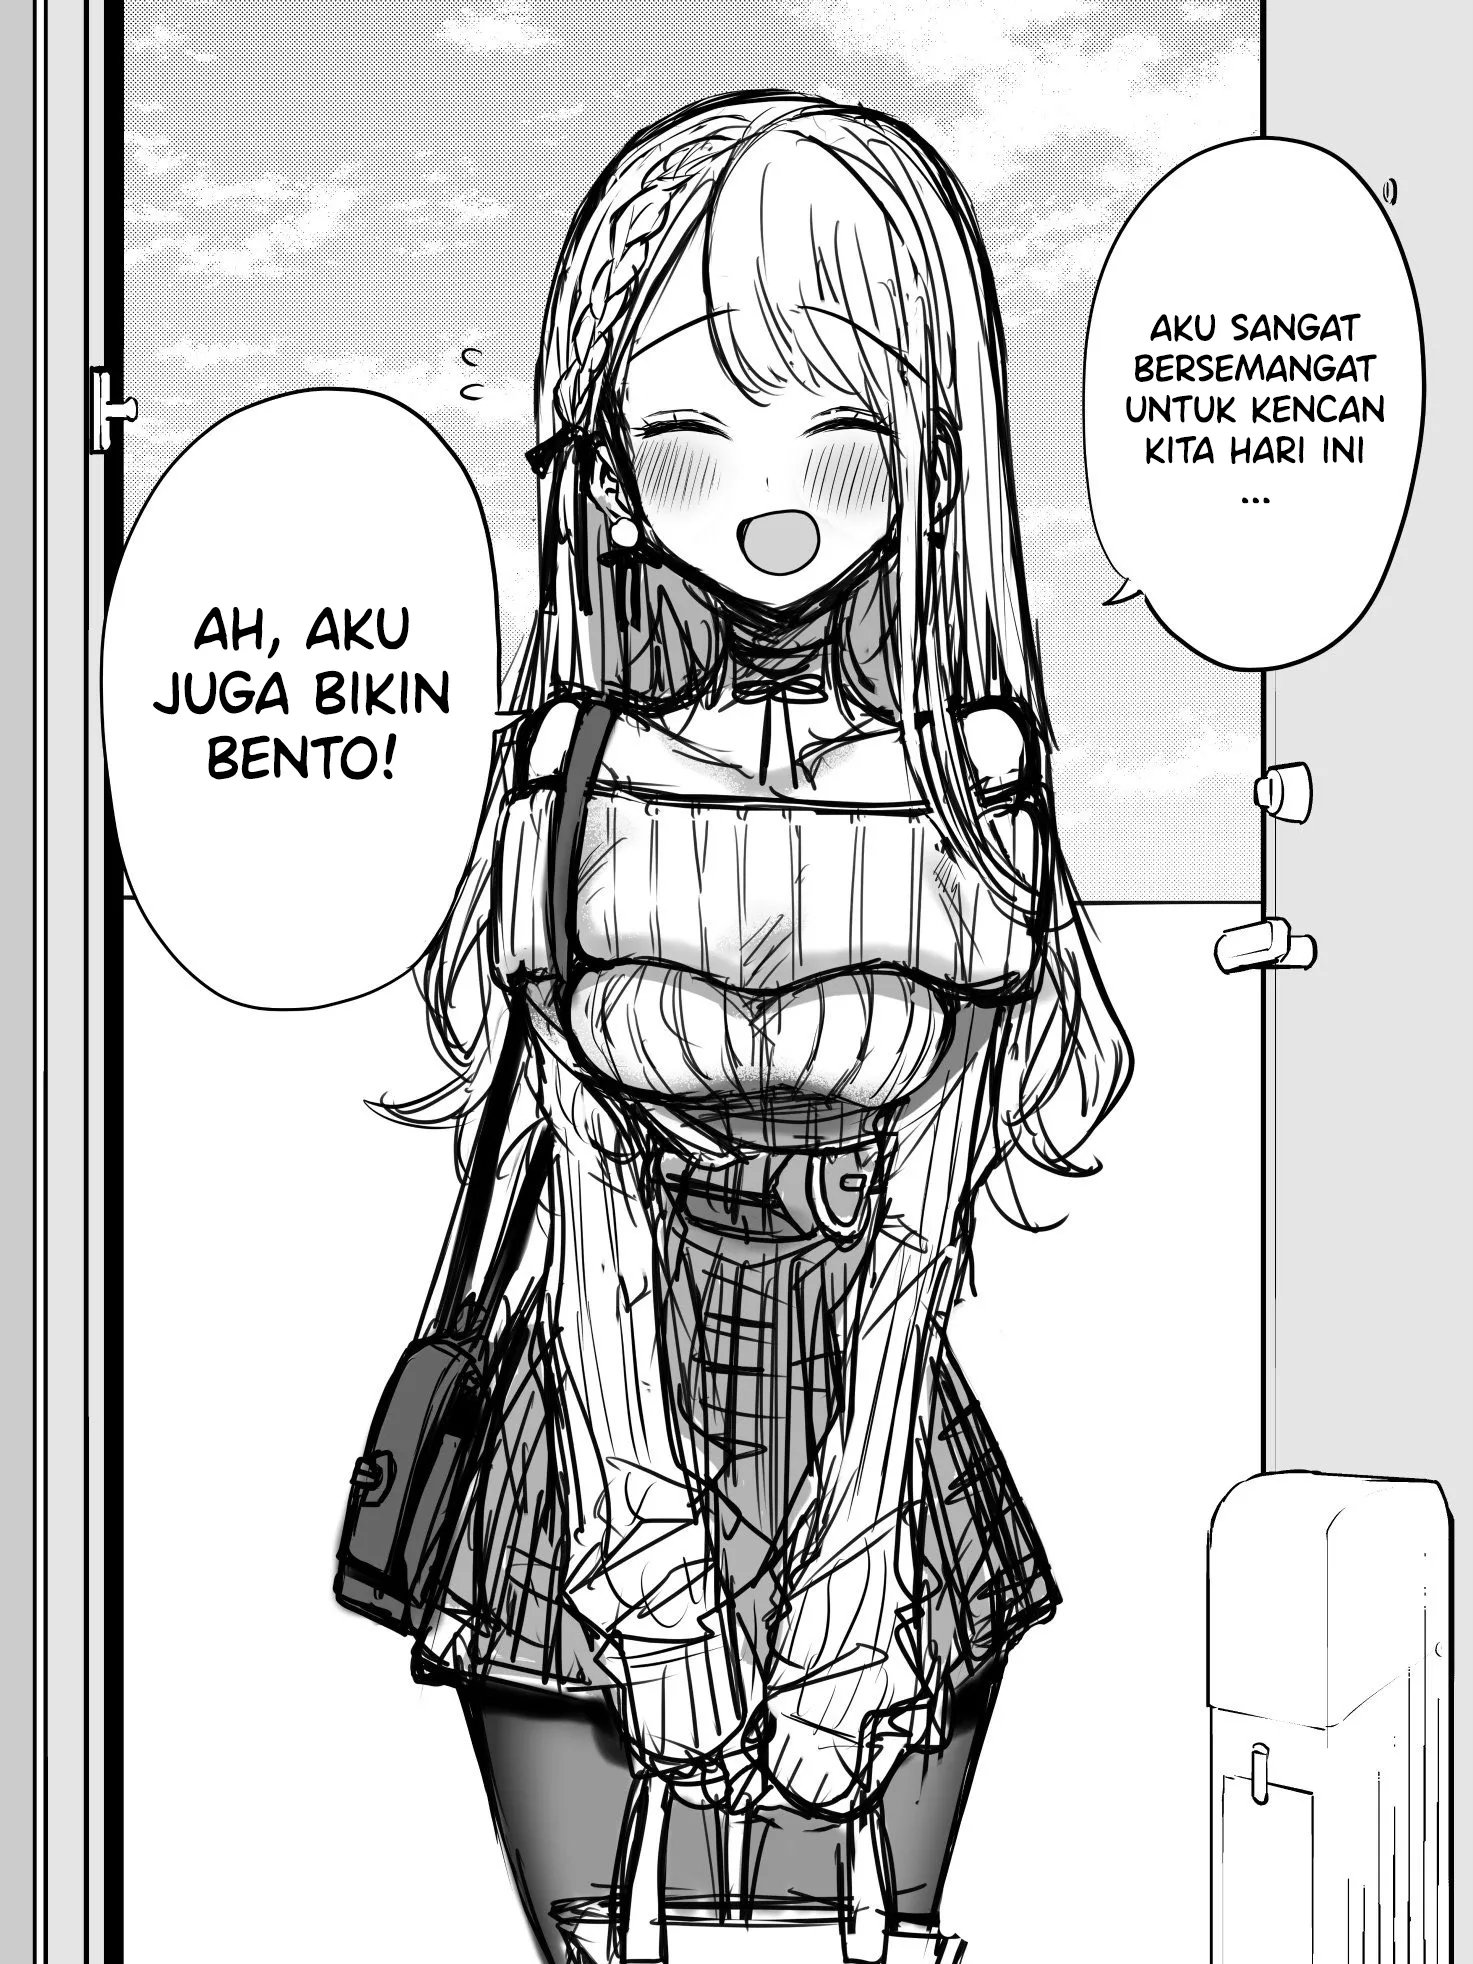 AKU SANGAT
BERSEMANGAT
UNTUK KENCAN
KITA HARI INI
...
AH, AKU
JUGA BIKIN
BENTO!